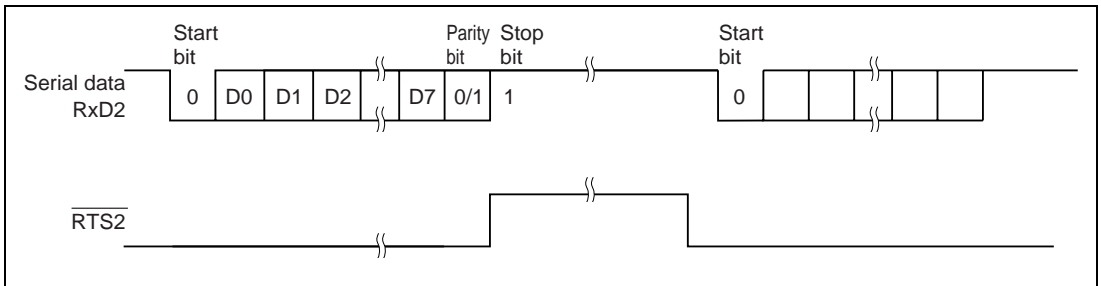 Start
bit
Parity
bit
Stop
bit
Start
bit
Serial data
RxD2
0 D0 D1 D2 D7 0/1 1 0
RTS2